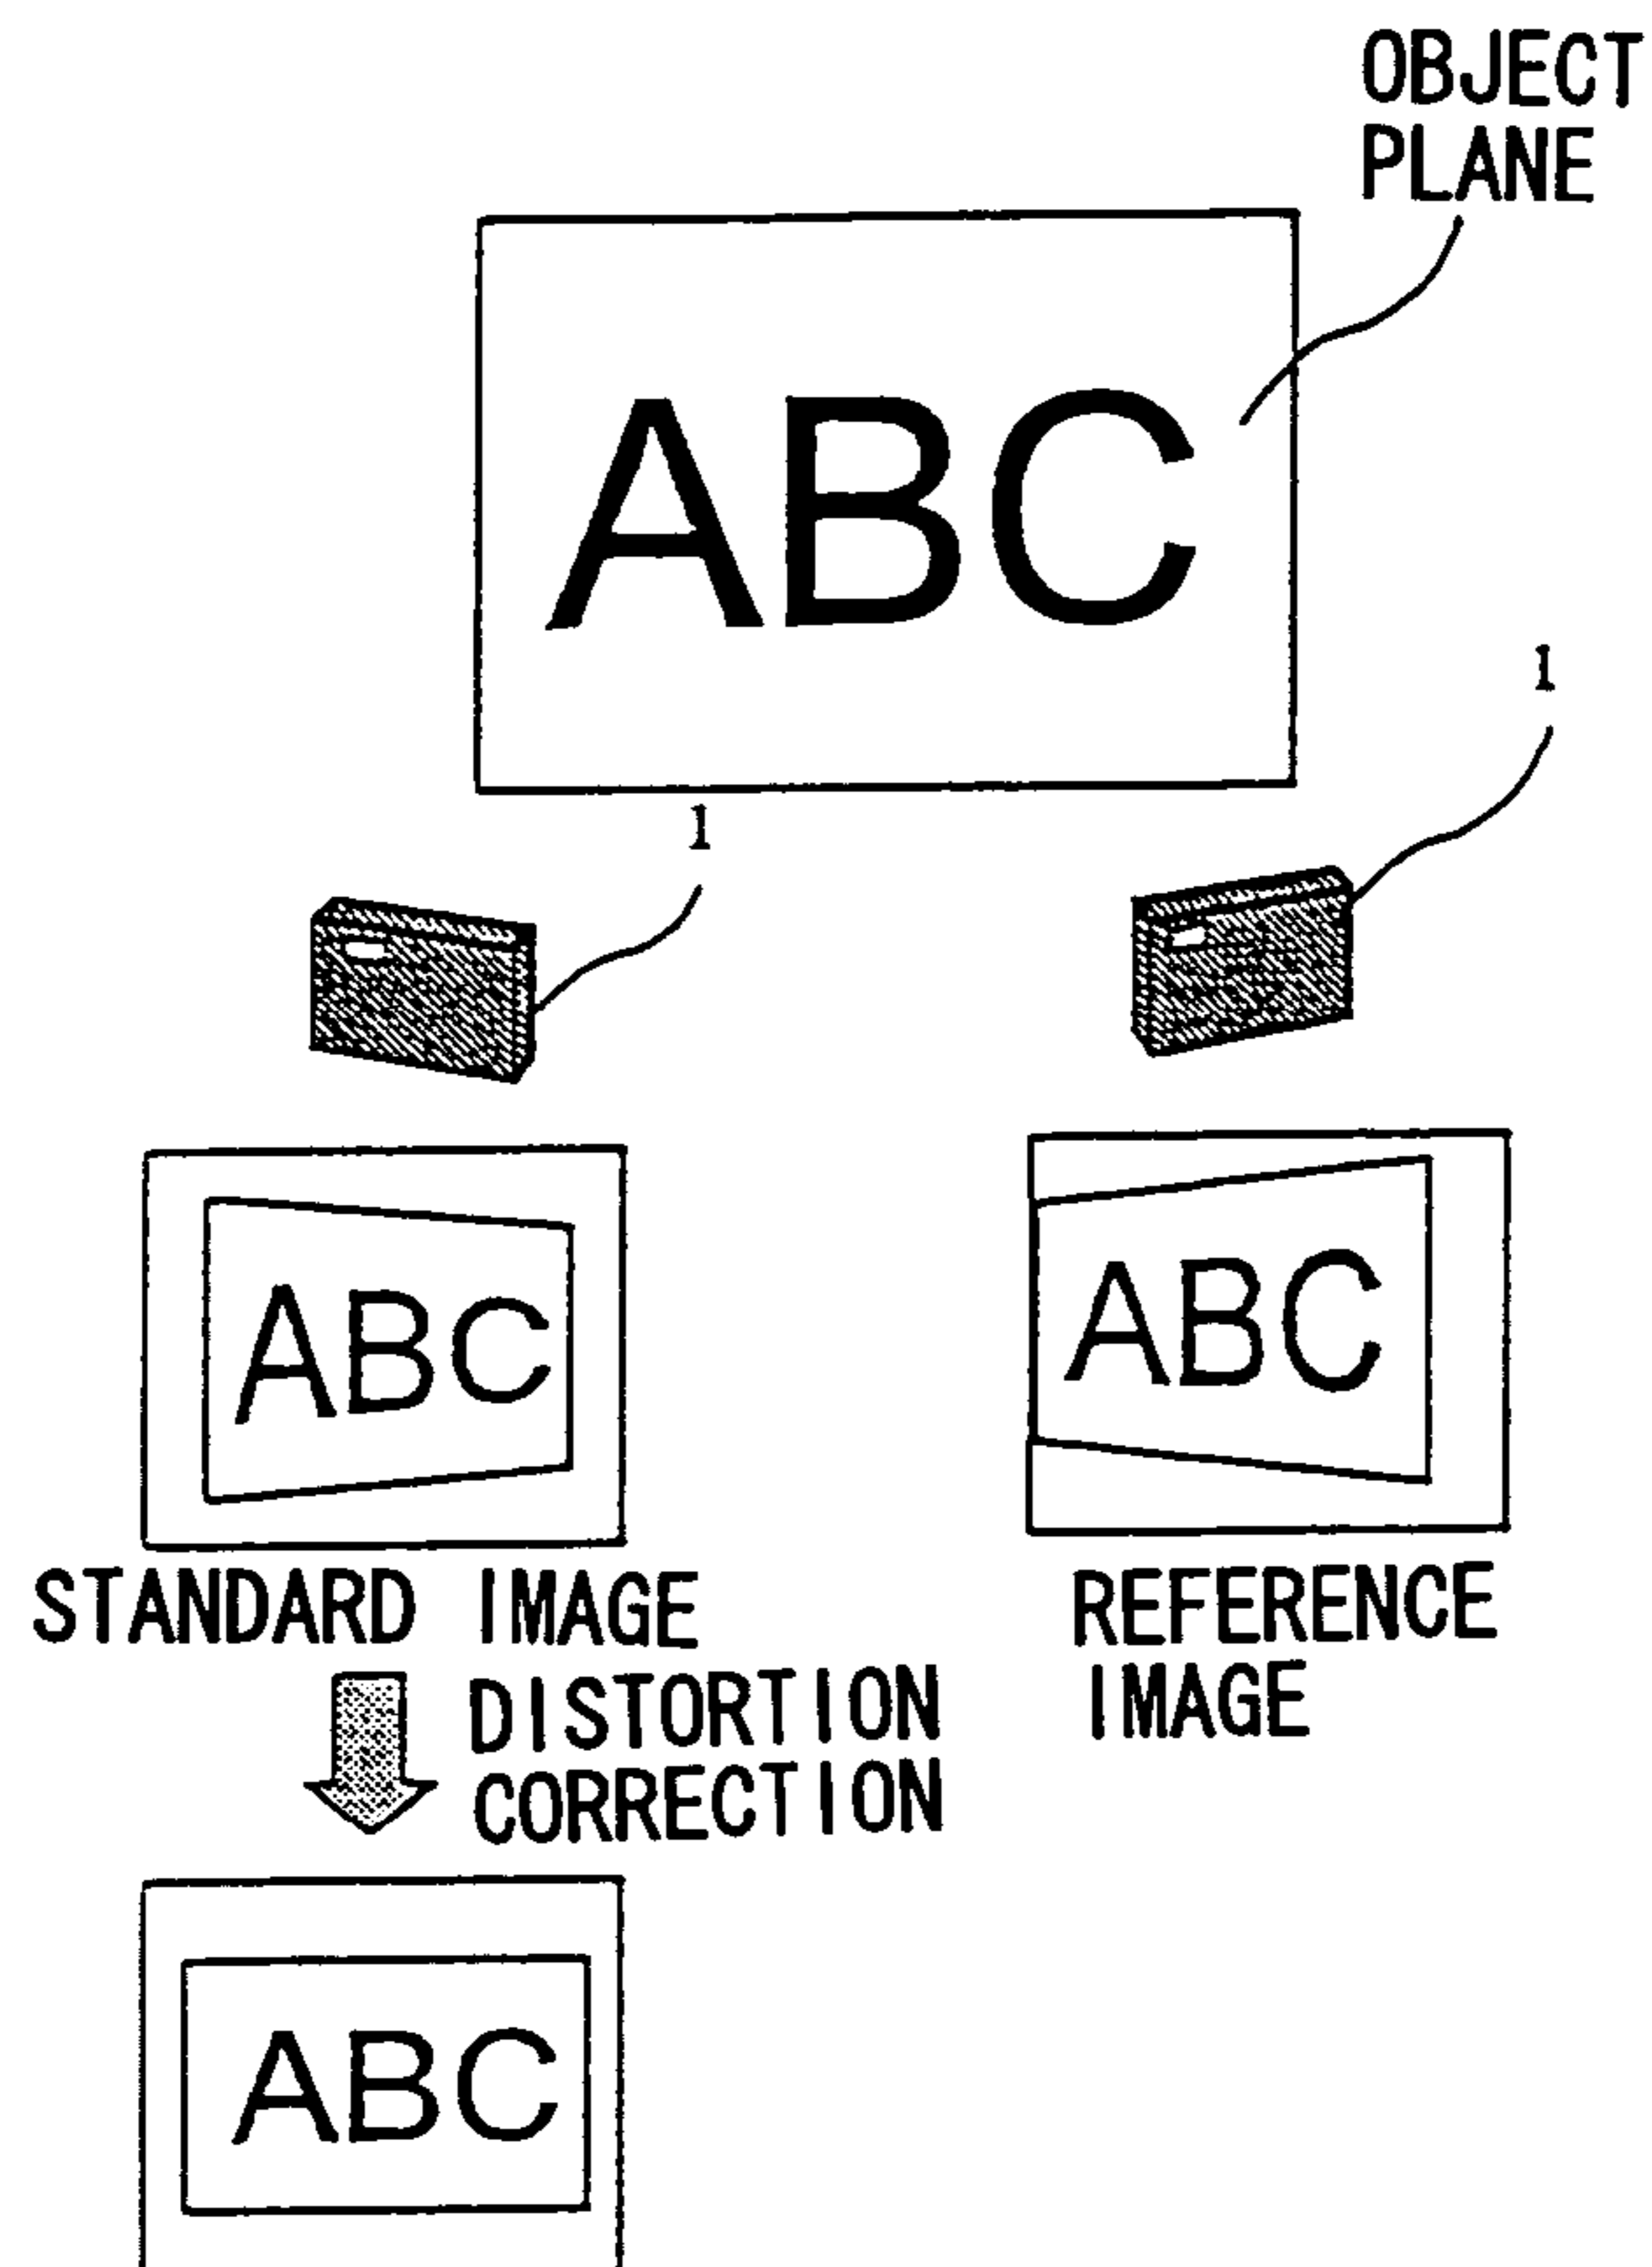 OBJECT
PLANE
ABC
1
1
ABC
ABC
STANDARD IMAGE
REFERENCE
IMAGE
DISTORTION
CORRECTION
ABC